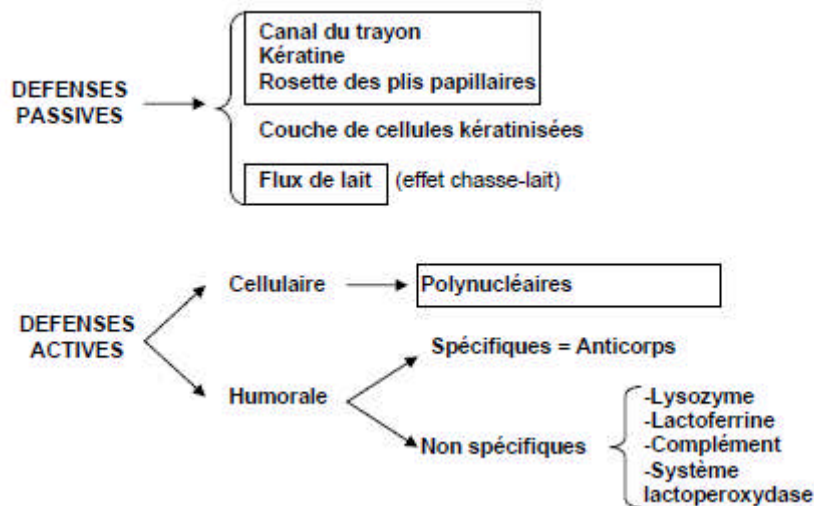 Canal du trayon
Kératine
Rosette des plis papillaires
DEFENSES
PASSIVES
Couche de cellules kératinisées
Flux de lait (effet chasse-lait)
Cellulaire
Polynucléaires
DEFENSES
ACTIVES
Spécifiques = Anticorps
Humorale
-Lysozyme
-Lactoferrine
Non spécifiques
-Complément
-Système
lactoperoxydase